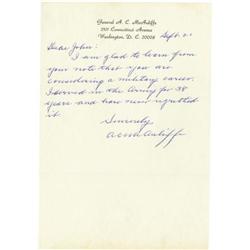 General A. C. McAuliffe
Connecticut Avenue
Washington, D. C. 20008
Sept. 21
Dear John:
I am glad to learn from
your note that you are
considering a military career.
I served in the Army for 38
years and have never regretted
it.
Sincerely
A C McAuliffe